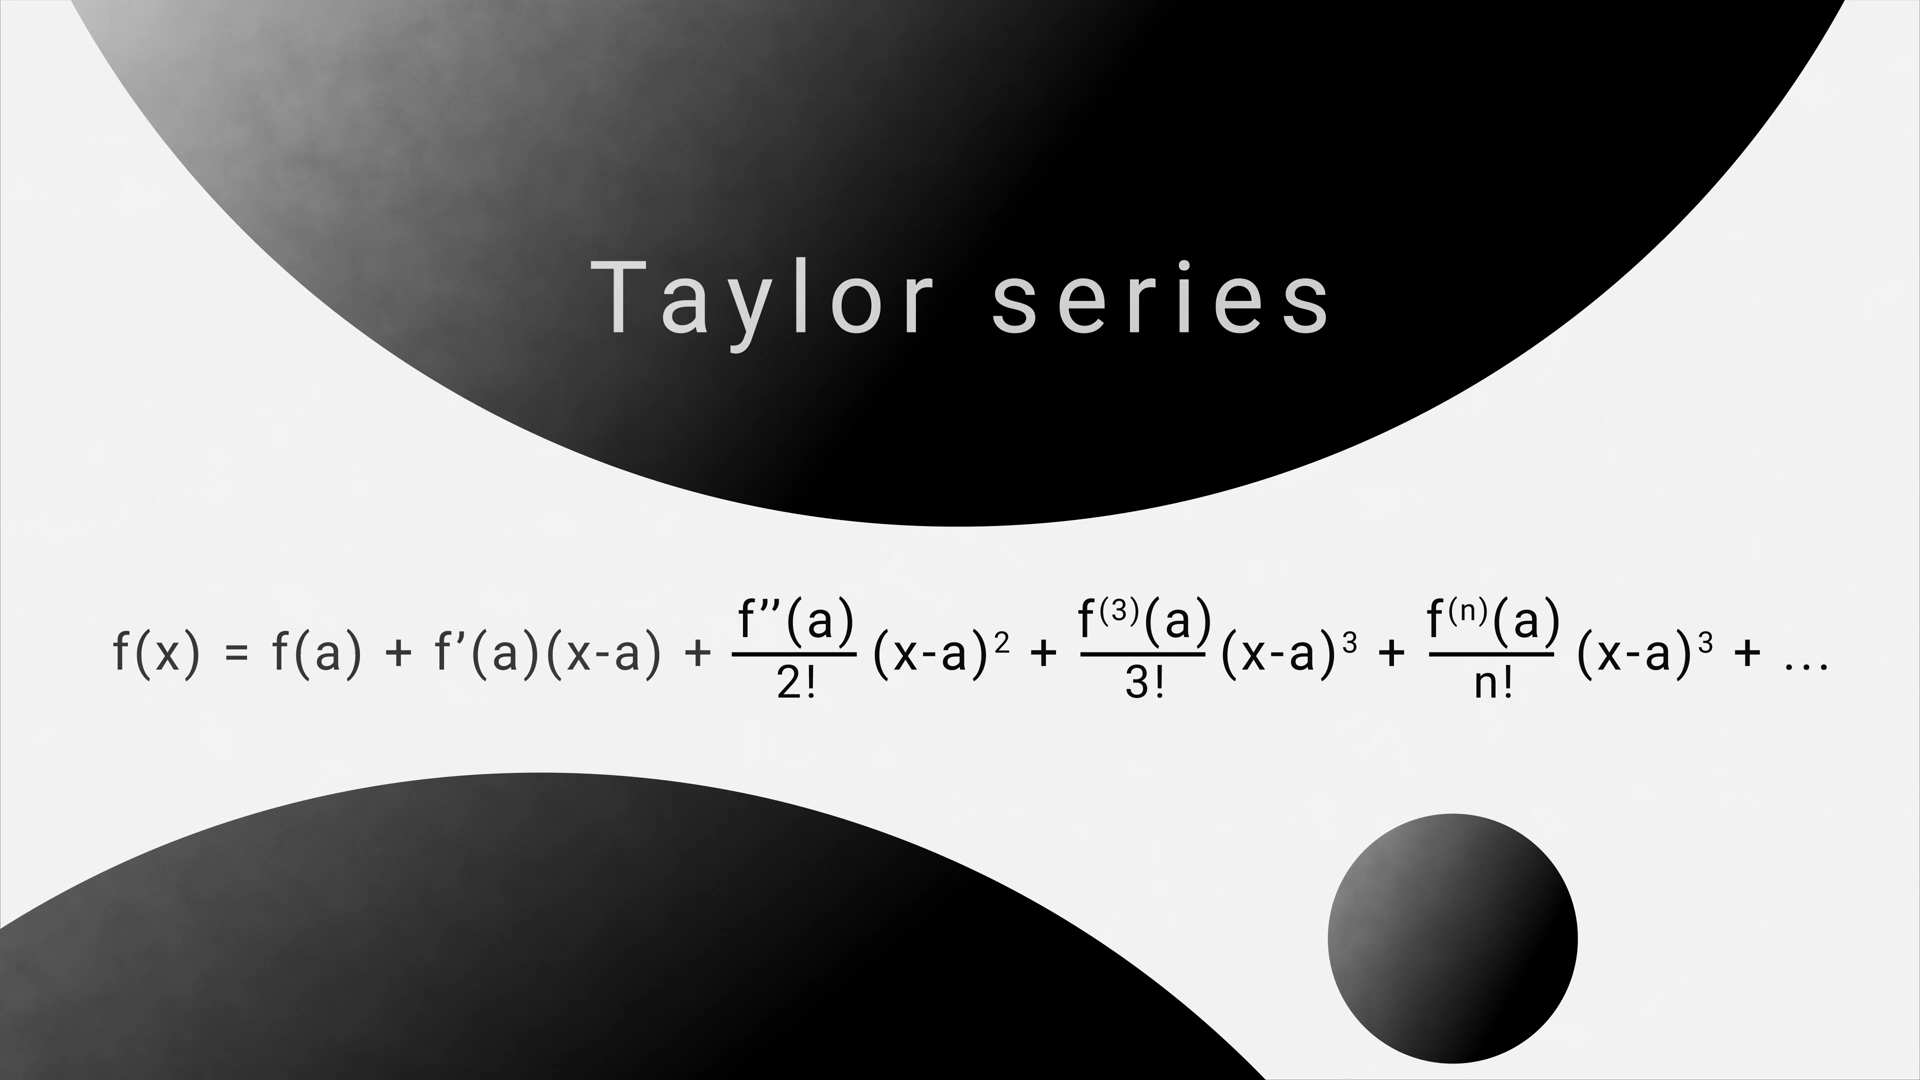 Taylor series
f(x) = f(a) + f’(a)(x-a) + f’’(a)/2! (x-a)² + f⁽³⁾(a)/3! (x-a)³ + f⁽ⁿ⁾(a)/n! (x-a)³ + ...